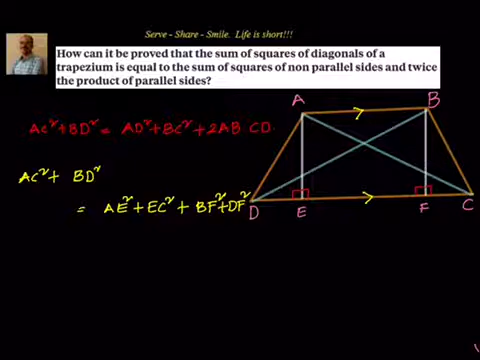 Serve - Share - Smile. Life is short!!!
How can it be proved that the sum of squares of diagonals of a
trapezium is equal to the sum of squares of non parallel sides and twice
the product of parallel sides?
A B
AC²+BD² = AD²+BC²+2AB CD.
AC²+ BD²
= AE²+EC²+ BF²+DF²
D E F C